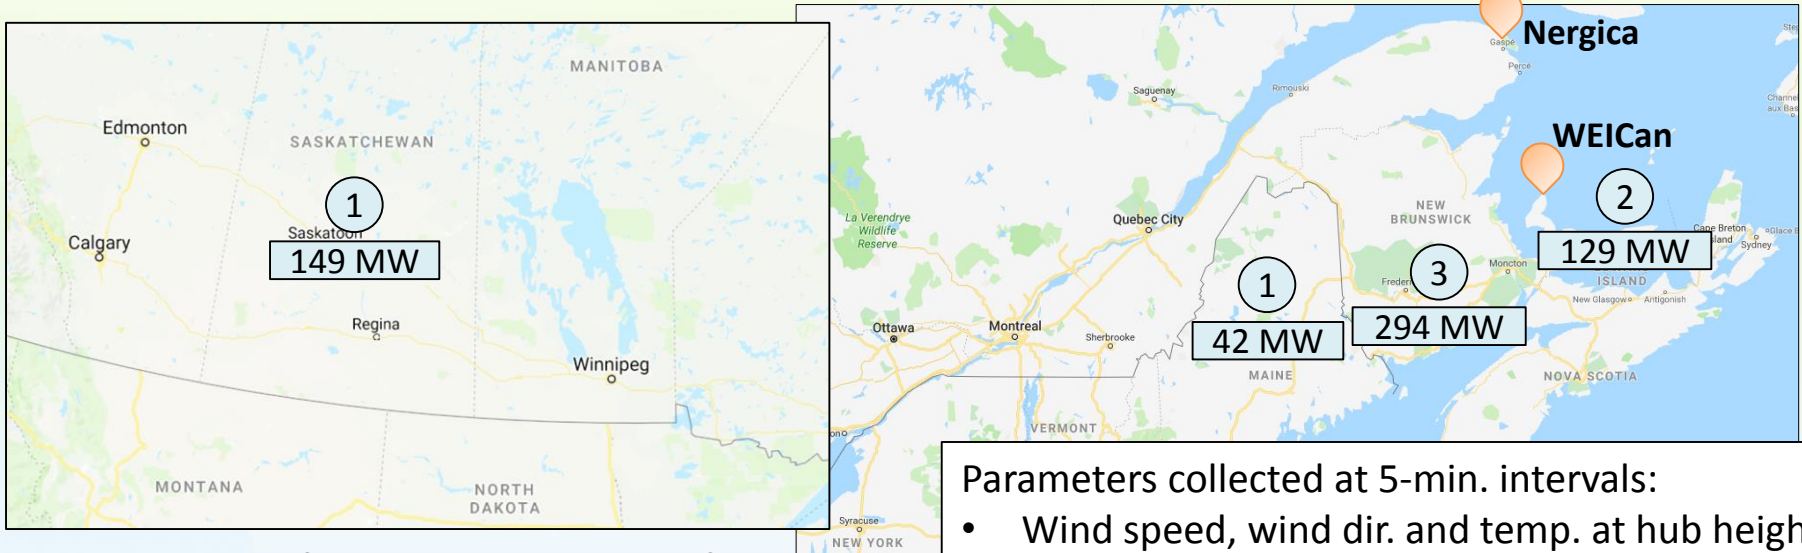 MANITOBA
Edmonton
SASKATCHEWAN
1
Saskatoon
Calgary
149 MW
Regina
Winnipeg
MONTANA
NORTH
DAKOTA
Nergica
Gaspé
Percé
Rimouski
Saguenay
WEICan
La Verendrye
Wildlife
Reserve
Quebec City
NEW
BRUNSWICK
2
Cape Breton
Island
Sydney
129 MW
ISLAND
Moncton
3
1
New Glasgow
Antigonish
Ottawa
Montreal
Sherbrooke
42 MW
294 MW
MAINE
NOVA SCOTIA
VERMONT
Syracuse
NEW YORK
Parameters collected at 5-min. intervals:
• Wind speed, wind dir. and temp. at hub heigh